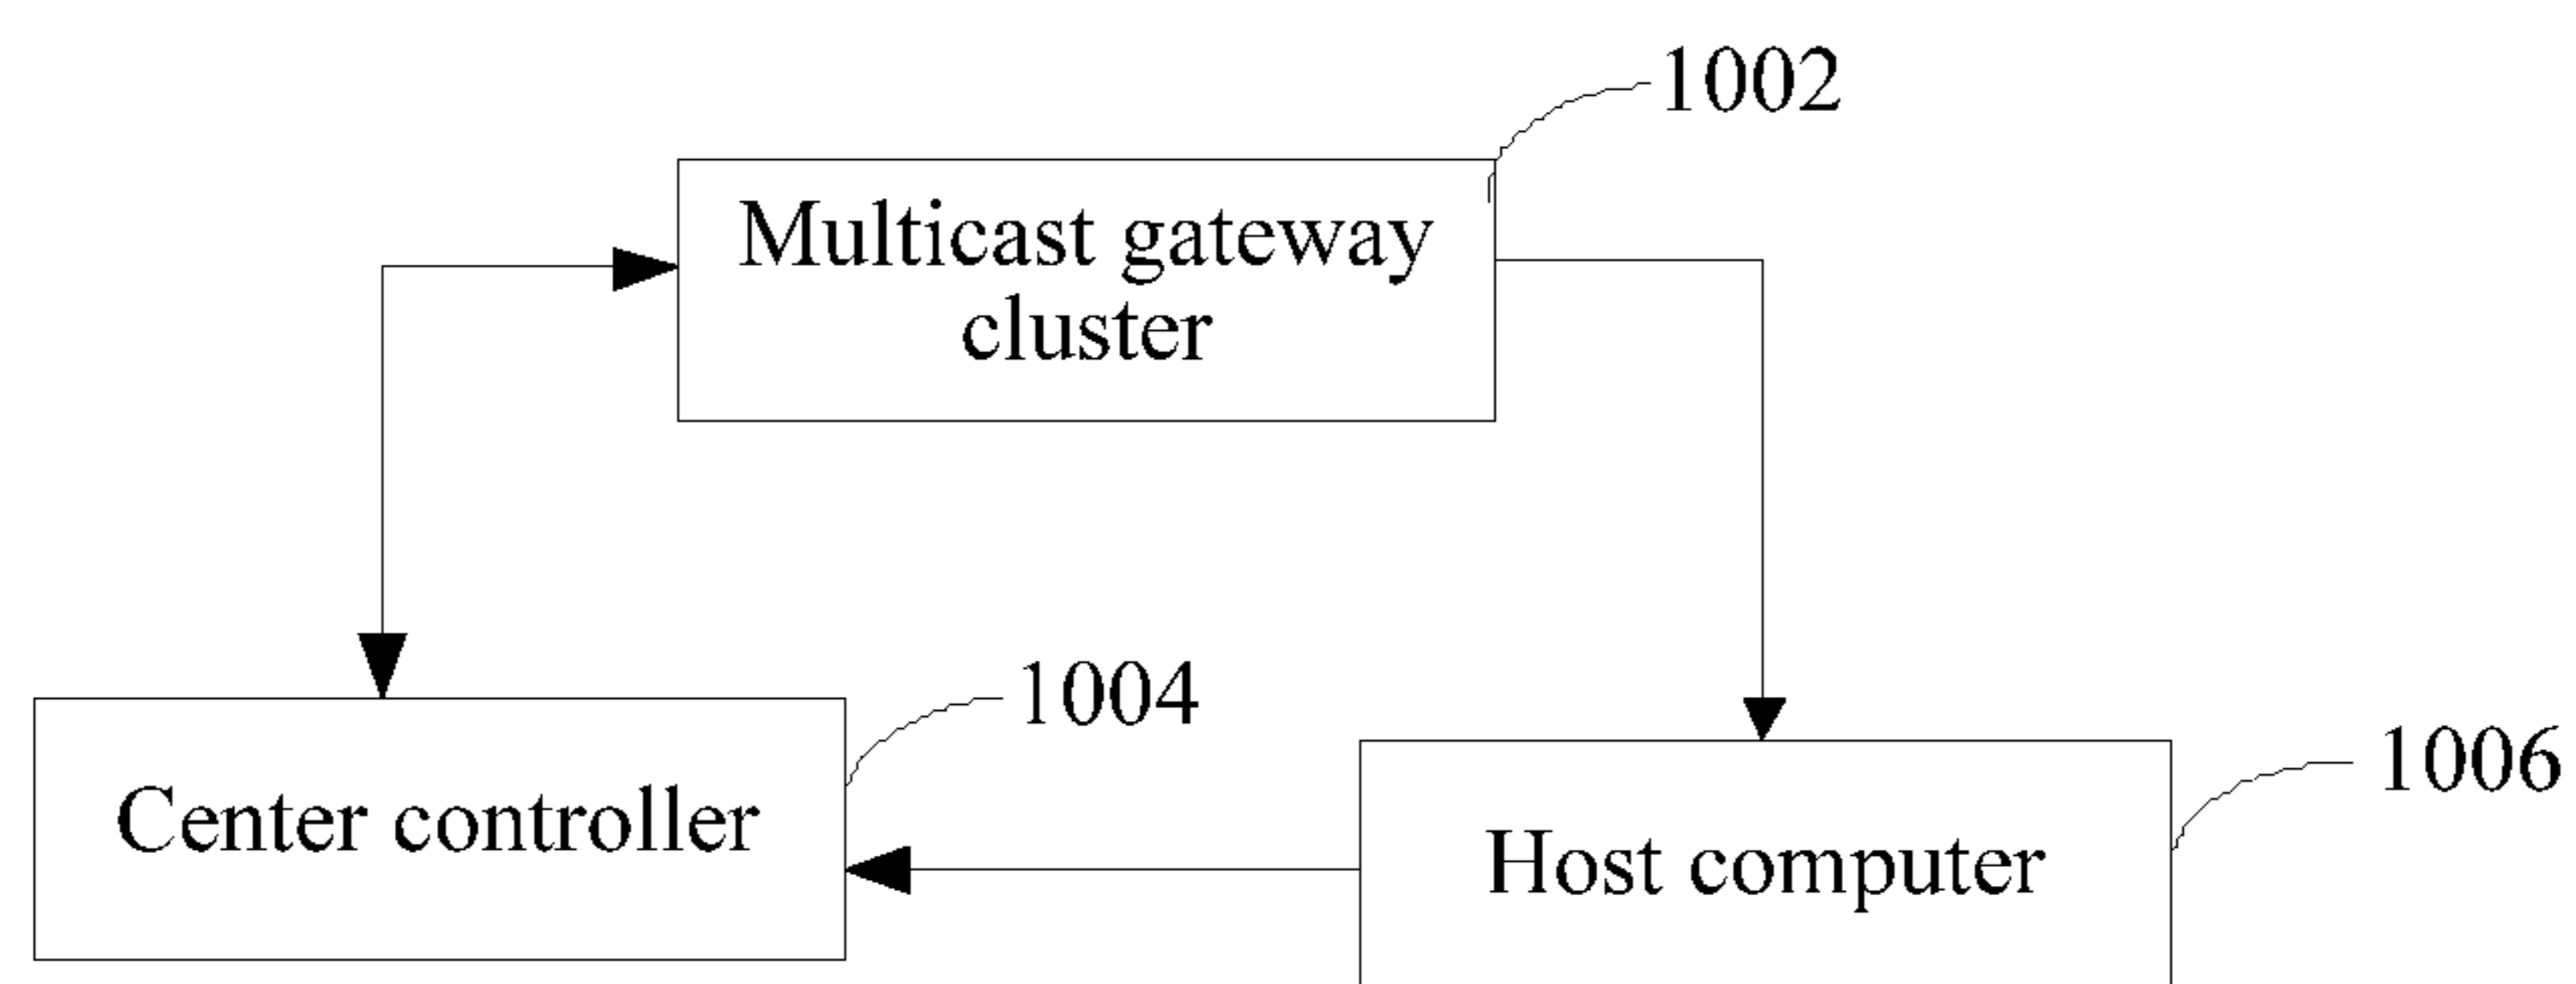 1002
Multicast gateway
cluster
1004
Center controller
1006
Host computer